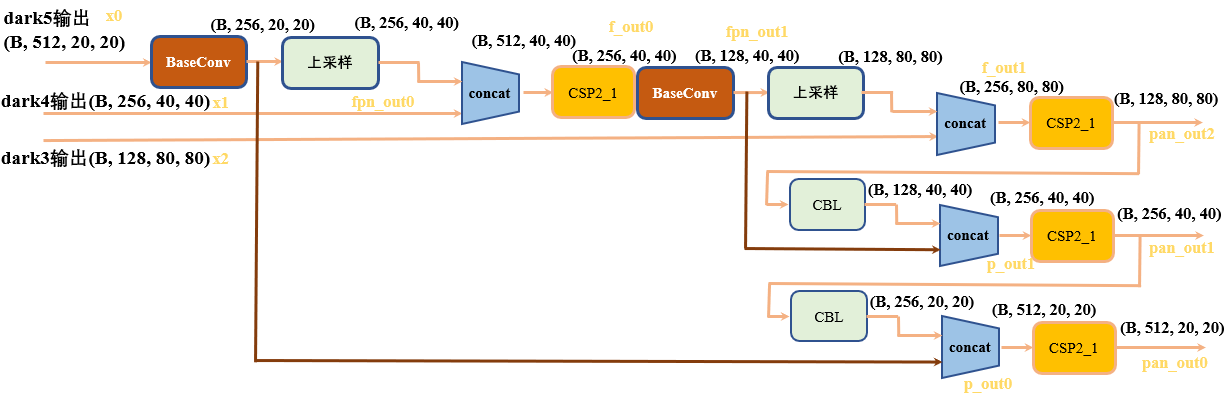 dark5输出 x0
(B, 512, 20, 20)
BaseConv
(B, 256, 20, 20)
上采样
(B, 256, 40, 40)
dark4输出(B, 256, 40, 40) x1
fpn_out0
(B, 512, 40, 40)
concat
f_out0
(B, 256, 40, 40)
CSP2_1
BaseConv
fpn_out1
(B, 128, 40, 40)
上采样
(B, 128, 80, 80)
dark3输出(B, 128, 80, 80) x2
concat
f_out1
(B, 256, 80, 80)
CSP2_1
(B, 128, 80, 80)
pan_out2
CBL
(B, 128, 40, 40)
concat
p_out1
(B, 256, 40, 40)
CSP2_1
(B, 256, 40, 40)
pan_out1
CBL
(B, 256, 20, 20)
concat
p_out0
(B, 512, 20, 20)
CSP2_1
(B, 512, 20, 20)
pan_out0